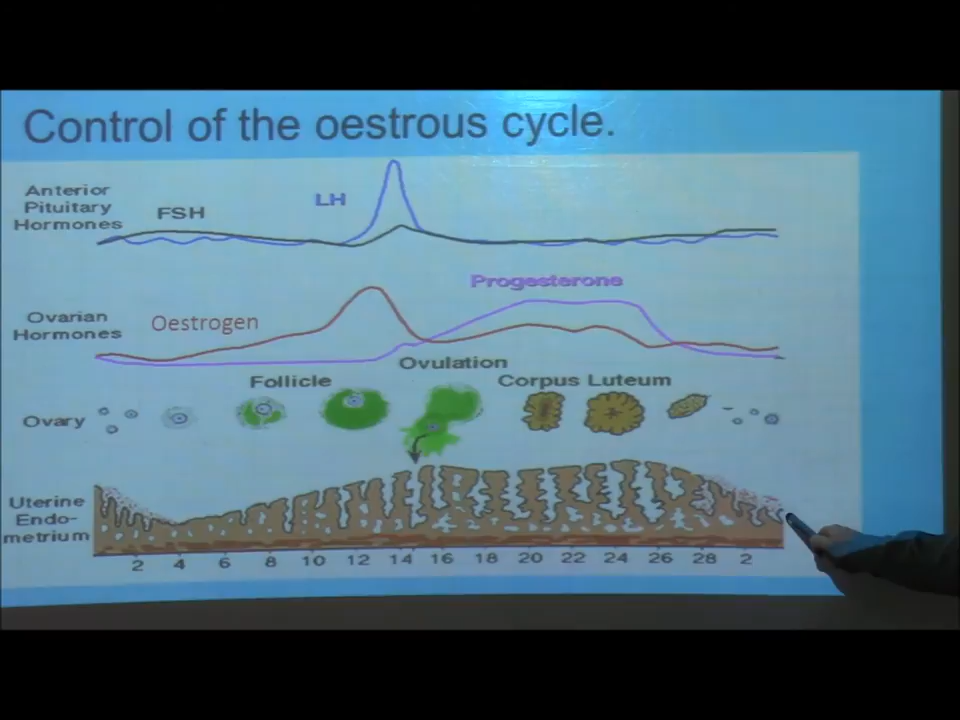 Control of the oestrous cycle.
Anterior
Pituitary
Hormones
FSH
LH
Progesterone
Ovarian
Hormones
Oestrogen
Ovulation
Follicle
Corpus Luteum
Ovary
Uterine
Endo-
metrium
2 4 6 8 10 12 14 16 18 20 22 24 26 28 2